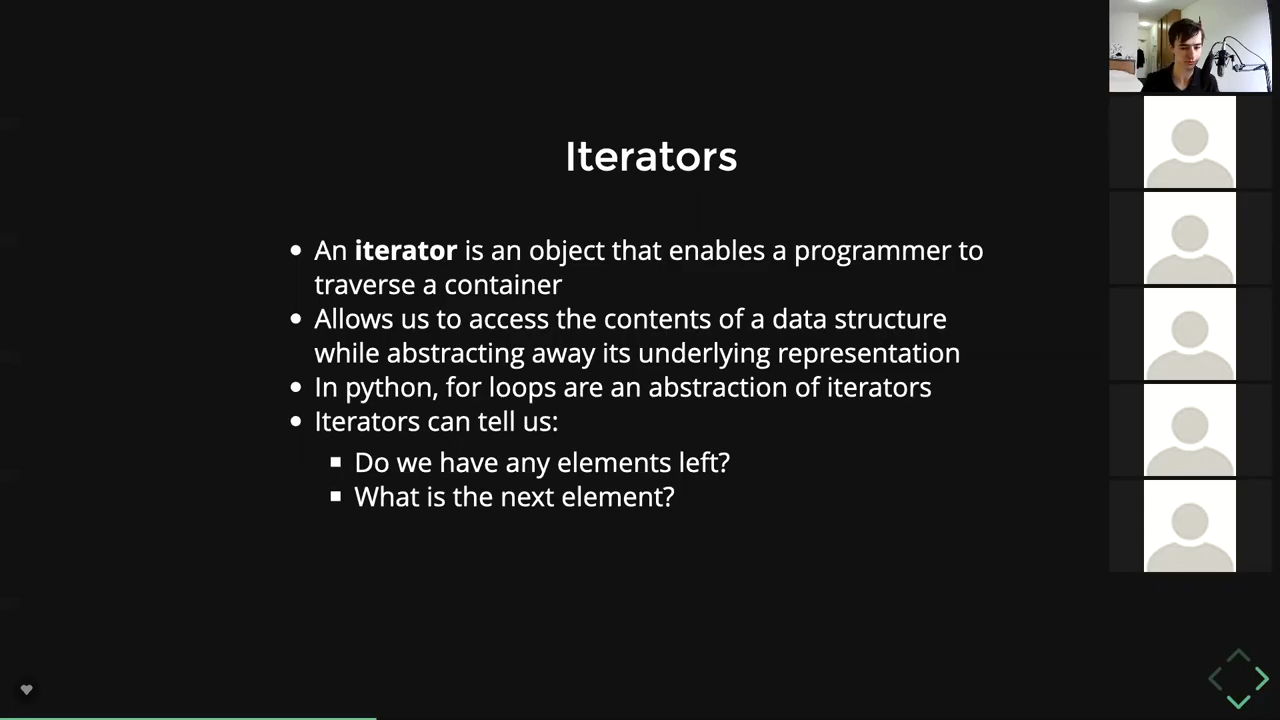 Iterators
• An iterator is an object that enables a programmer to
traverse a container
• Allows us to access the contents of a data structure
while abstracting away its underlying representation
• In python, for loops are an abstraction of iterators
• Iterators can tell us:
▪ Do we have any elements left?
▪ What is the next element?